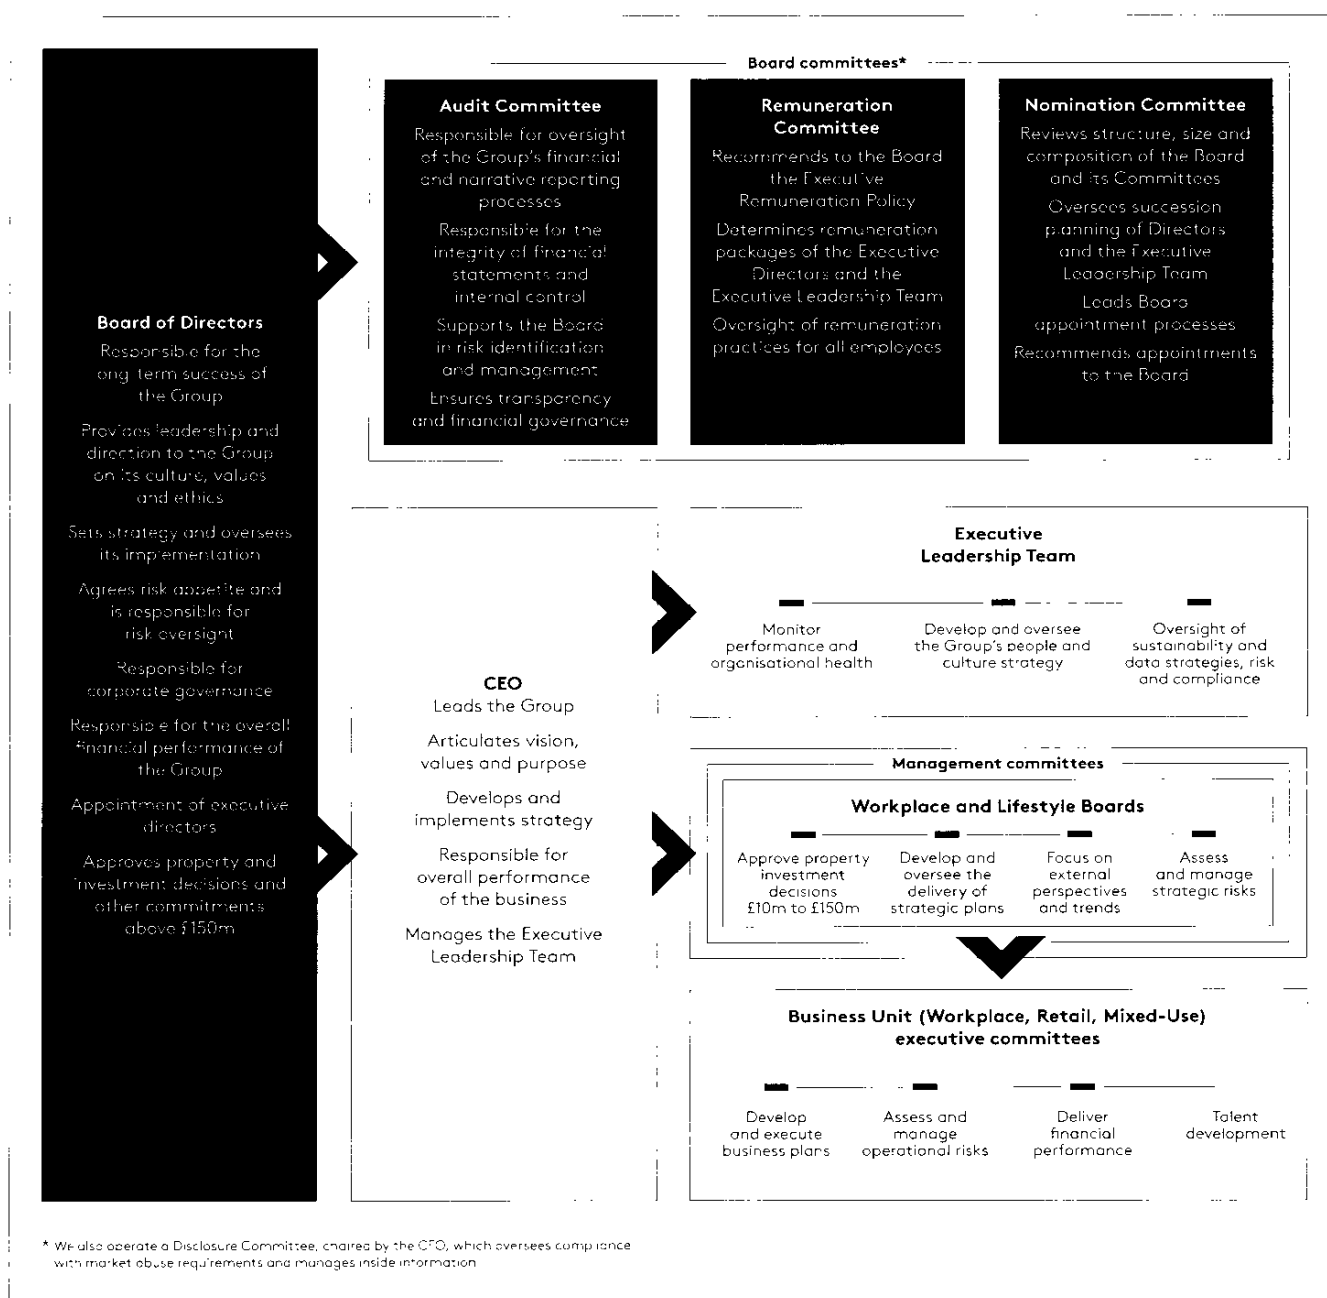 Board of Directors
Responsible for the
long-term success of
the Group
Provides leadership and
direction to the Group
on its culture, values
and ethics
Sets strategy and oversees
its implementation
Agrees risk appetite and
is responsible for
risk oversight
Responsible for
corporate governance
Responsible for the overall
financial performance of
the Group
Appointment of executive
directors
Approves property and
investment decisions and
other commitments
above £150m
Board committees*
Audit Committee
Responsible for oversight
of the Group's financial
and narrative reporting
processes
Responsible for the
integrity of financial
statements and
internal control
Supports the Board
in risk identification
and management
Ensures transparency
and financial governance
Remuneration
Committee
Recommends to the Board
the Executive
Remuneration Policy
Determines remuneration
packages of the Executive
Directors and the
Executive Leadership Team
Oversight of remuneration
practices for all employees
Nomination Committee
Reviews structure, size and
composition of the Board
and its Committees
Oversees succession
planning of Directors
and the Executive
Leadership Team
Leads Board
appointment processes
Recommends appointments
to the Board
CEO
Leads the Group
Articulates vision,
values and purpose
Develops and
implements strategy
Responsible for
overall performance
of the business
Manages the Executive
Leadership Team
Executive
Leadership Team
Monitor
performance and
organisational health
Develop and oversee
the Group's people and
culture strategy
Oversight of
sustainability and
data strategies, risk
and compliance
Management committees
Workplace and Lifestyle Boards
Approve property
investment
decisions
£10m to £150m
Develop and
oversee the
delivery of
strategic plans
Focus on
external
perspectives
and trends
Assess
and manage
strategic risks
Business Unit (Workplace, Retail, Mixed-Use)
executive committees
Develop
and execute
business plans
Assess and
manage
operational risks
Deliver
financial
performance
Talent
development
* We also operate a Disclosure Committee, chaired by the CFO, which oversees compliance
with market abuse requirements and manages inside information